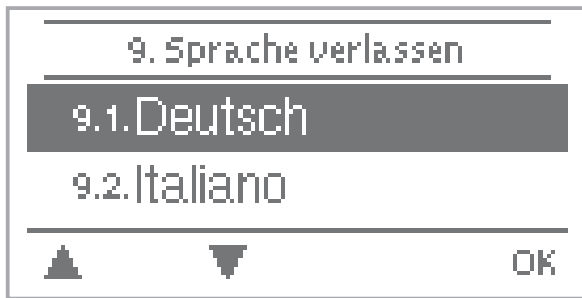 9. Sprache verlassen
9.1.Deutsch
9.2.Italiano
OK